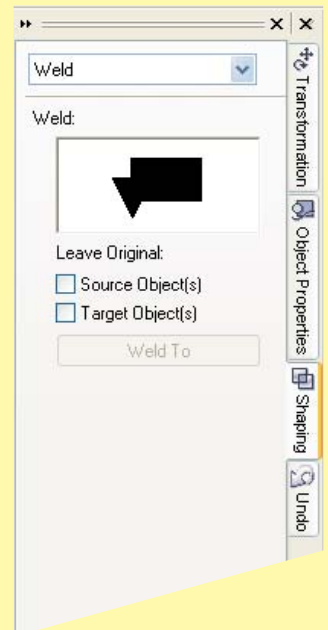 Weld
Weld:
Leave Original:
Source Object(s)
Target Object(s)
Weld To
Transformation
Object Properties
Shaping
Undo